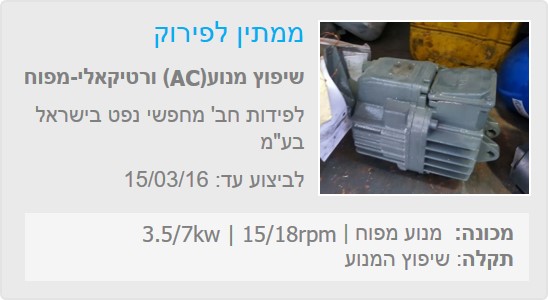 ממתין לפירוק
שיפוץ מנוע(AC) ורטיקאלי-מפוח
לפידות חב' מחפשי נפט בישראל
בע"מ
לביצוע עד: 15/03/16
מכונה: מנוע מפוח | 3.5/7kw | 15/18rpm
תקלה: שיפוץ המנוע